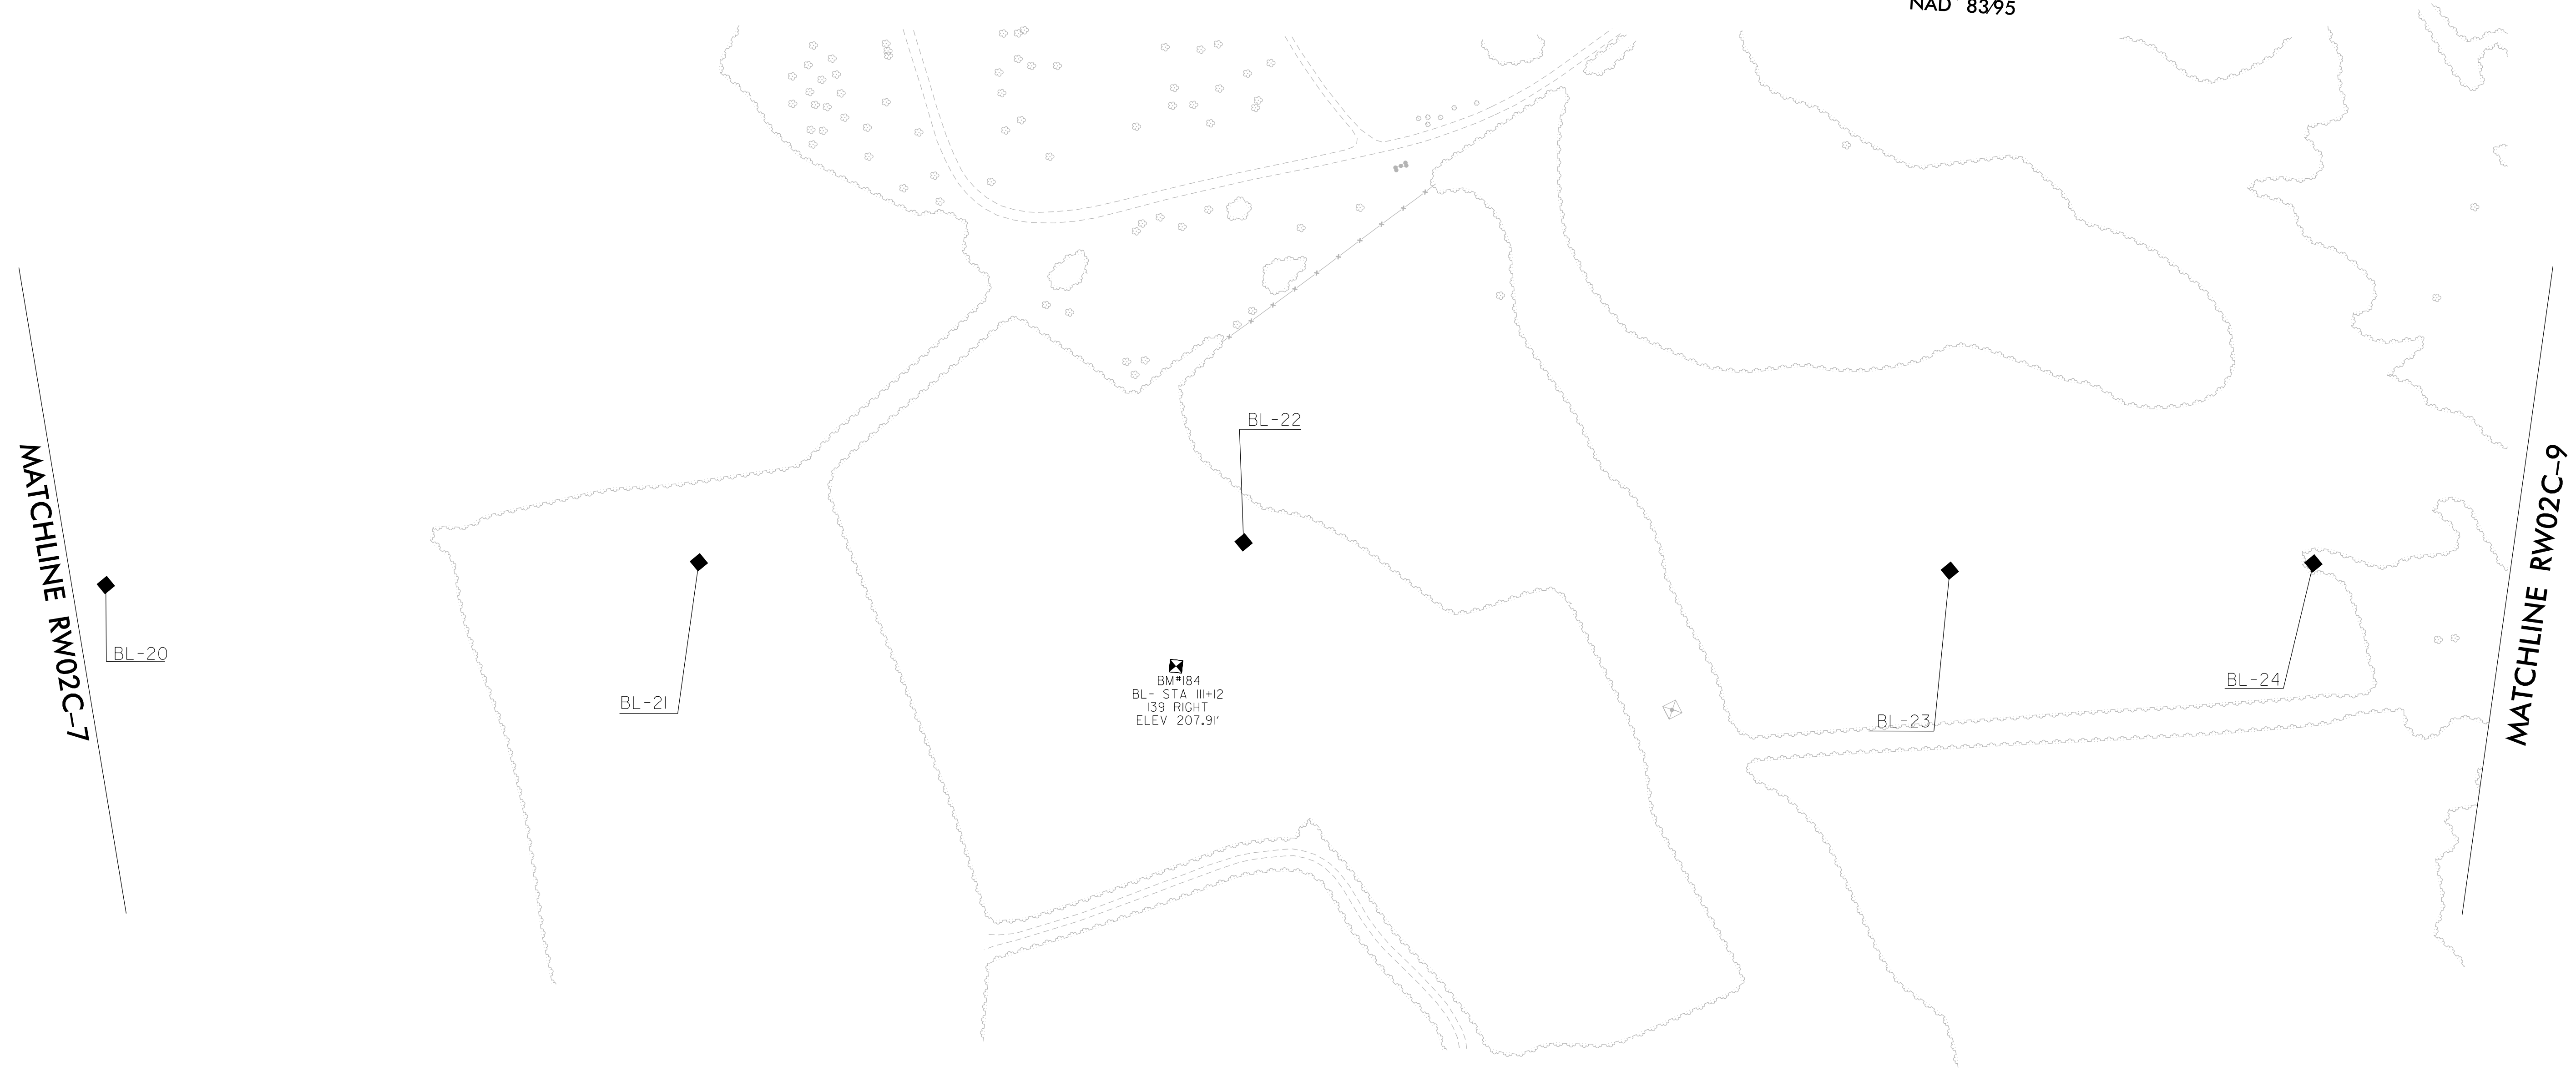 NAD 83/95
BL-22
MATCHLINE RW02C-7
MATCHLINE RW02C-9
BL-20
BL-21
BM#184
BL- STA 111+12
139 RIGHT
ELEV 207.91'
BL-24
BL-23